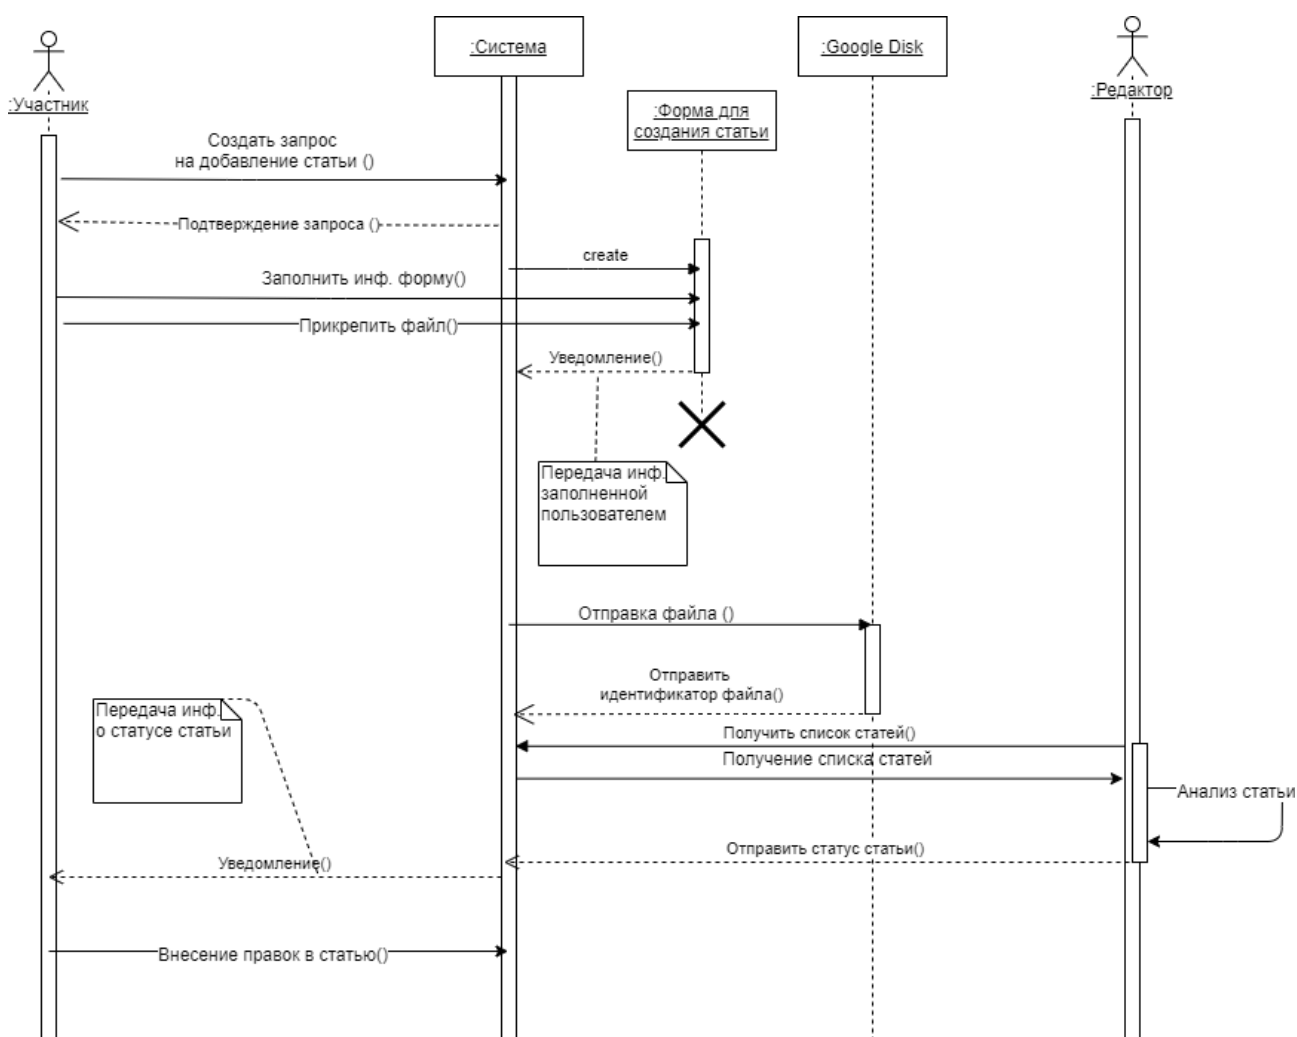 :Участник
:Система
:Форма для
создания статьи
:Google Disk
:Редактор
Создать запрос
на добавление статьи ()
Подтверждение запроса ()
create
Заполнить инф. форму()
Прикрепить файл()
Уведомление()
Передача инф.
заполненной
пользователем
Отправка файла ()
Отправить
идентификатор файла()
Передача инф.
о статусе статьи
Получить список статей()
Получение списка статей
Анализ статьи
Отправить статус статьи()
Уведомление()
Внесение правок в статью()